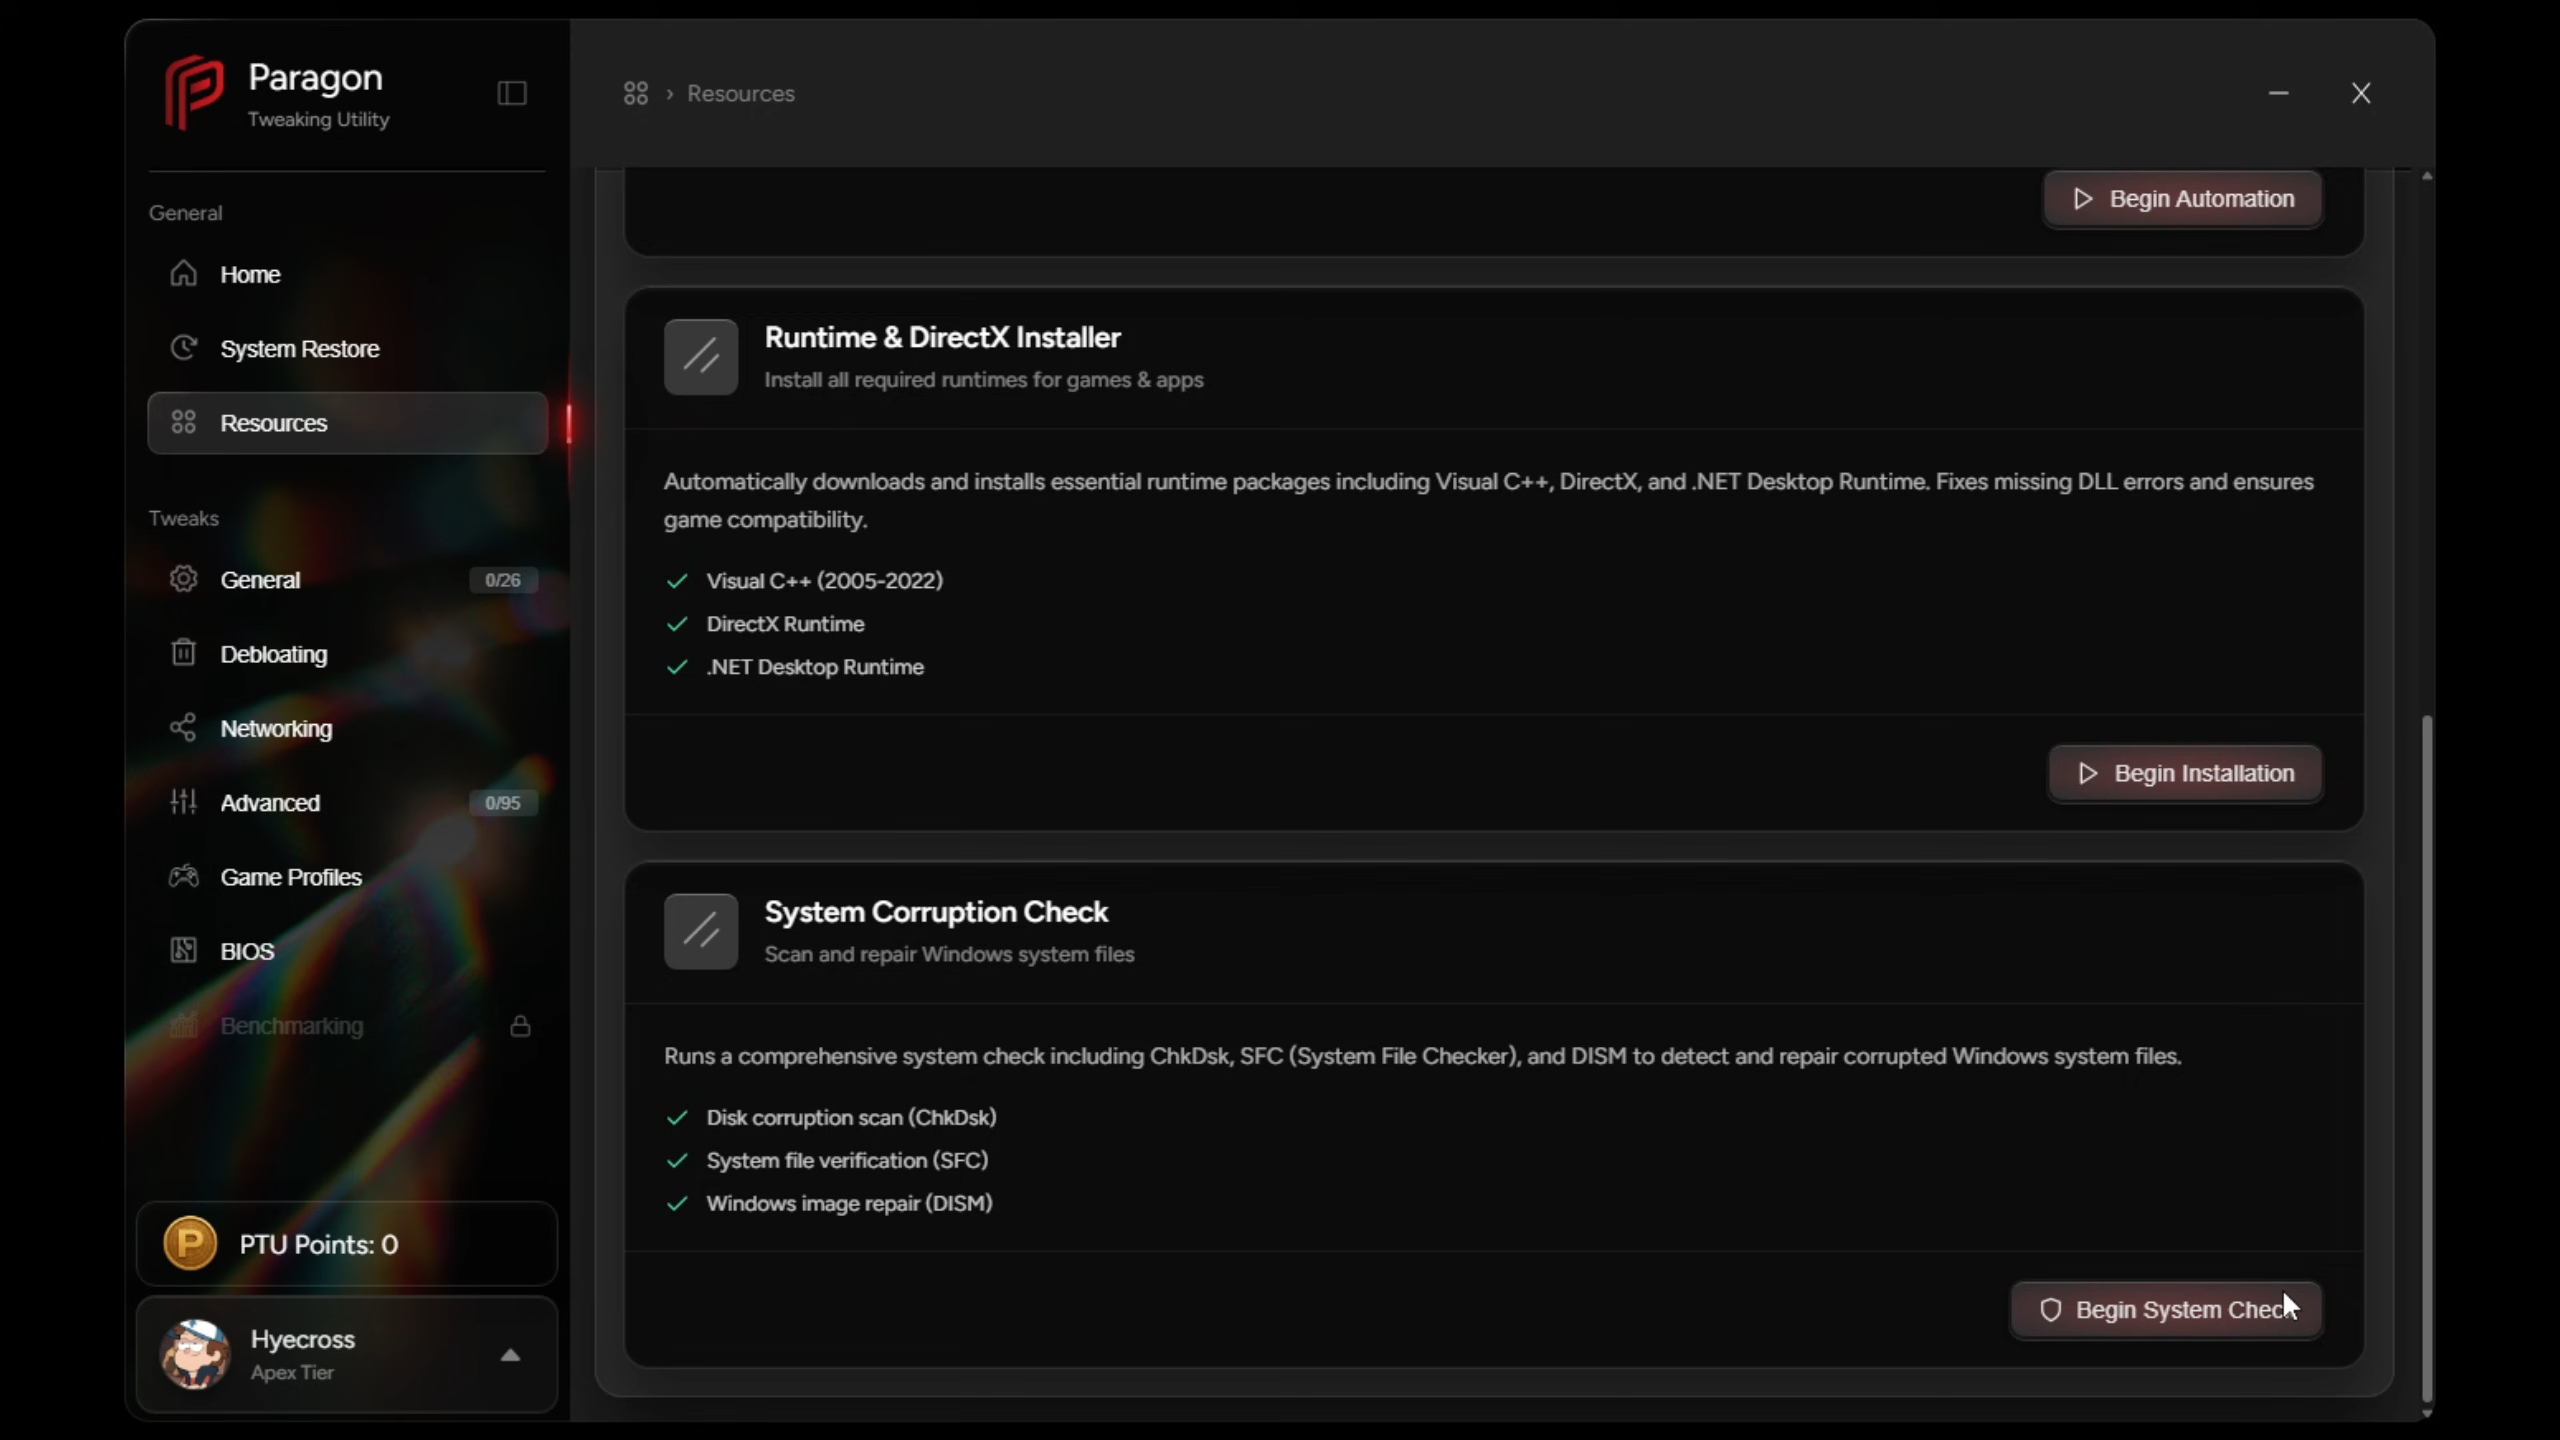 Paragon
Tweaking Utility
General
Home
System Restore
Resources
Tweaks
General 0/26
Debloating
Networking
Advanced 0/95
Game Profiles
BIOS
Benchmarking
PTU Points: 0
Hyecross
Apex Tier
› Resources
Begin Automation
Runtime & DirectX Installer
Install all required runtimes for games & apps
Automatically downloads and installs essential runtime packages including Visual C++, DirectX, and .NET Desktop Runtime. Fixes missing DLL errors and ensures
game compatibility.
Visual C++ (2005-2022)
DirectX Runtime
.NET Desktop Runtime
Begin Installation
System Corruption Check
Scan and repair Windows system files
Runs a comprehensive system check including ChkDsk, SFC (System File Checker), and DISM to detect and repair corrupted Windows system files.
Disk corruption scan (ChkDsk)
System file verification (SFC)
Windows image repair (DISM)
Begin System Check